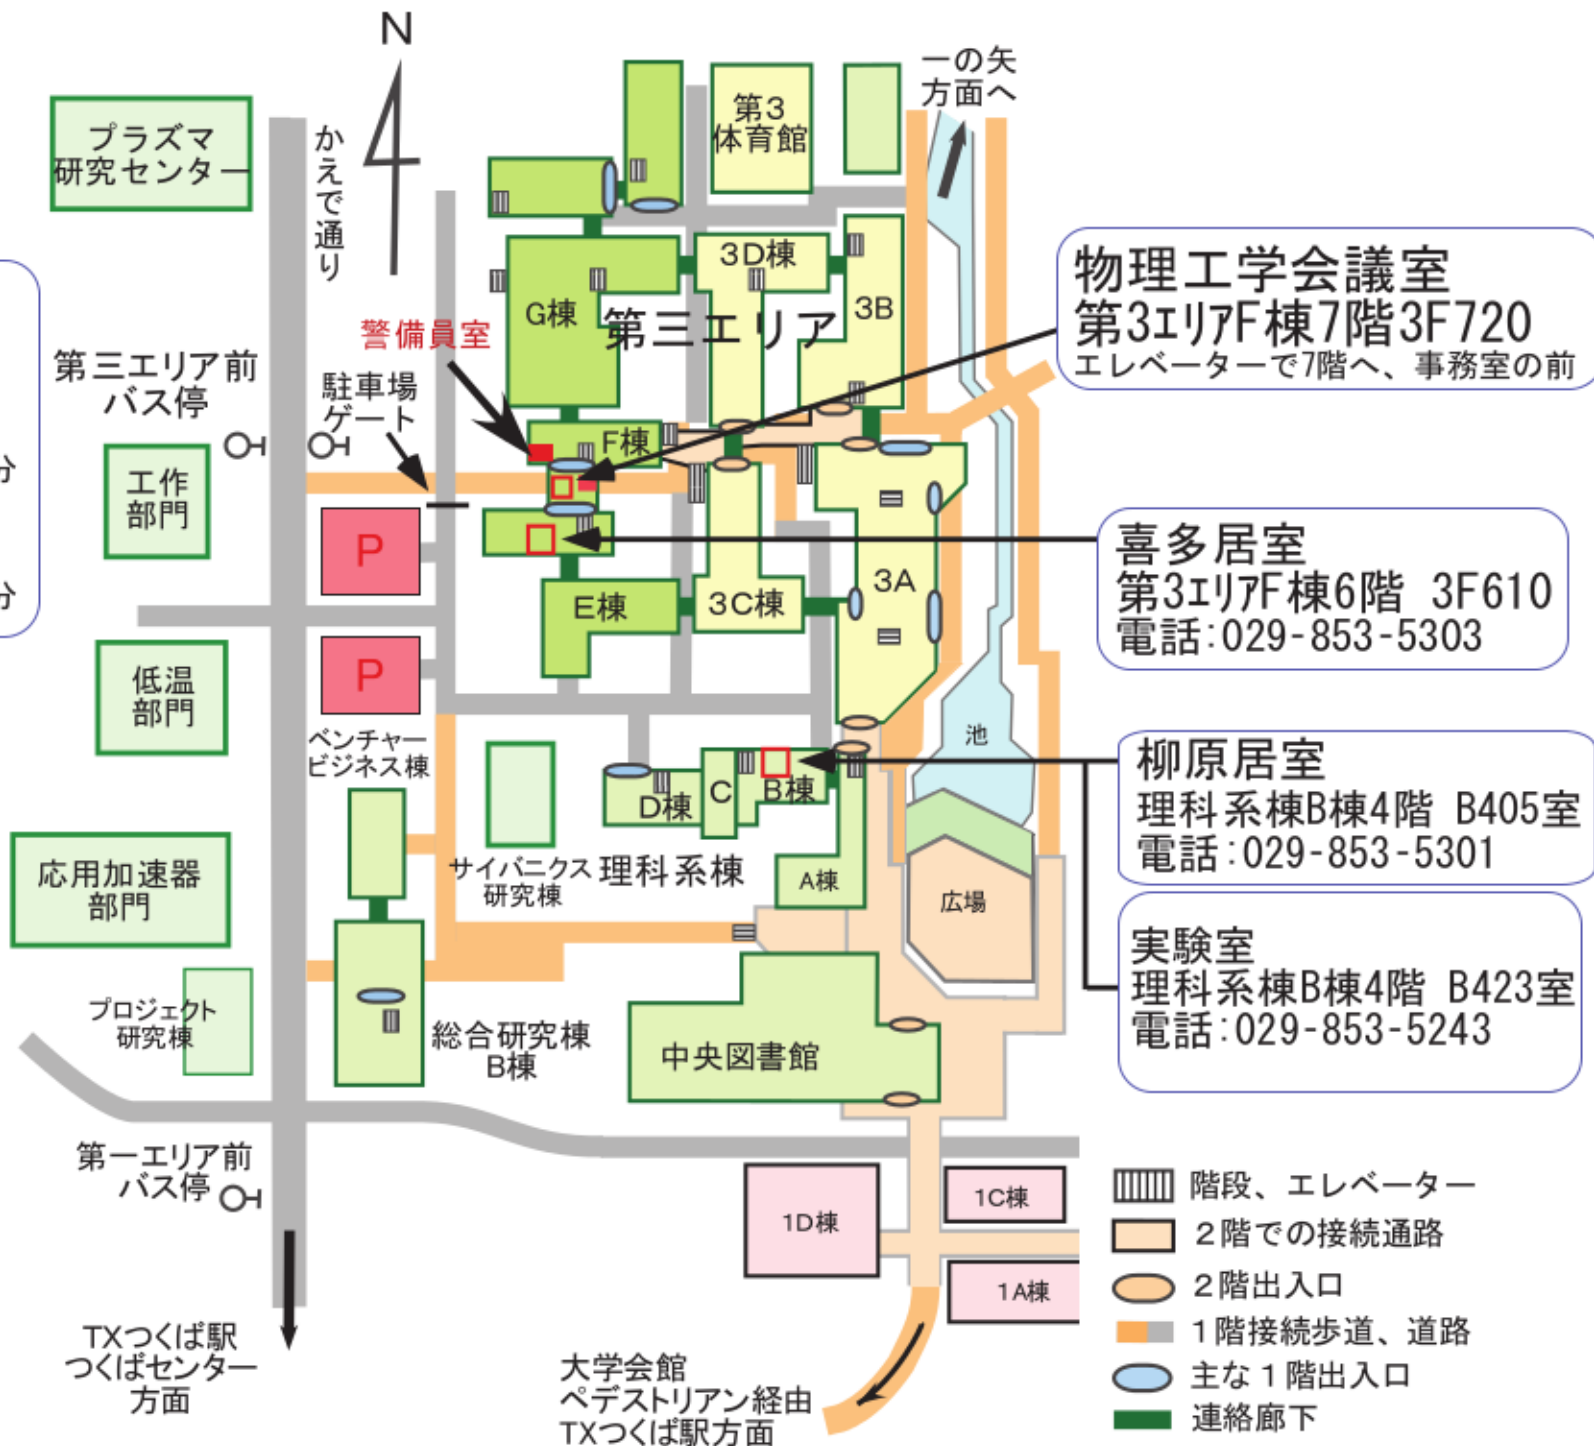 N
一の矢
方面へ
プラズマ
研究センター
かえで通り
第3
体育館
3D棟
3B
G棟
第三エリア
警備員室
物理工学会議室
第3ｴﾘｱF棟7階3F720
エレベーターで7階へ、事務室の前
第三エリア前
バス停
駐車場
ゲート
F棟
分
工作
部門
P
喜多居室
第3ｴﾘｱF棟6階 3F610
電話:029-853-5303
3A
E棟
3C棟
分
P
低温
部門
ベンチャー
ビジネス棟
池
柳原居室
理科系棟B棟4階 B405室
電話:029-853-5301
D棟
C
B棟
サイバニクス
研究棟
理科系棟
A棟
応用加速器
部門
広場
実験室
理科系棟B棟4階 B423室
電話:029-853-5243
プロジェクト
研究棟
総合研究棟
B棟
中央図書館
第一エリア前
バス停
1D棟
1C棟
1A棟
階段、エレベーター
２階での接続通路
２階出入口
１階接続歩道、道路
主な１階出入口
連絡廊下
TXつくば駅
つくばセンター
方面
大学会館
ペデストリアン経由
TXつくば駅方面